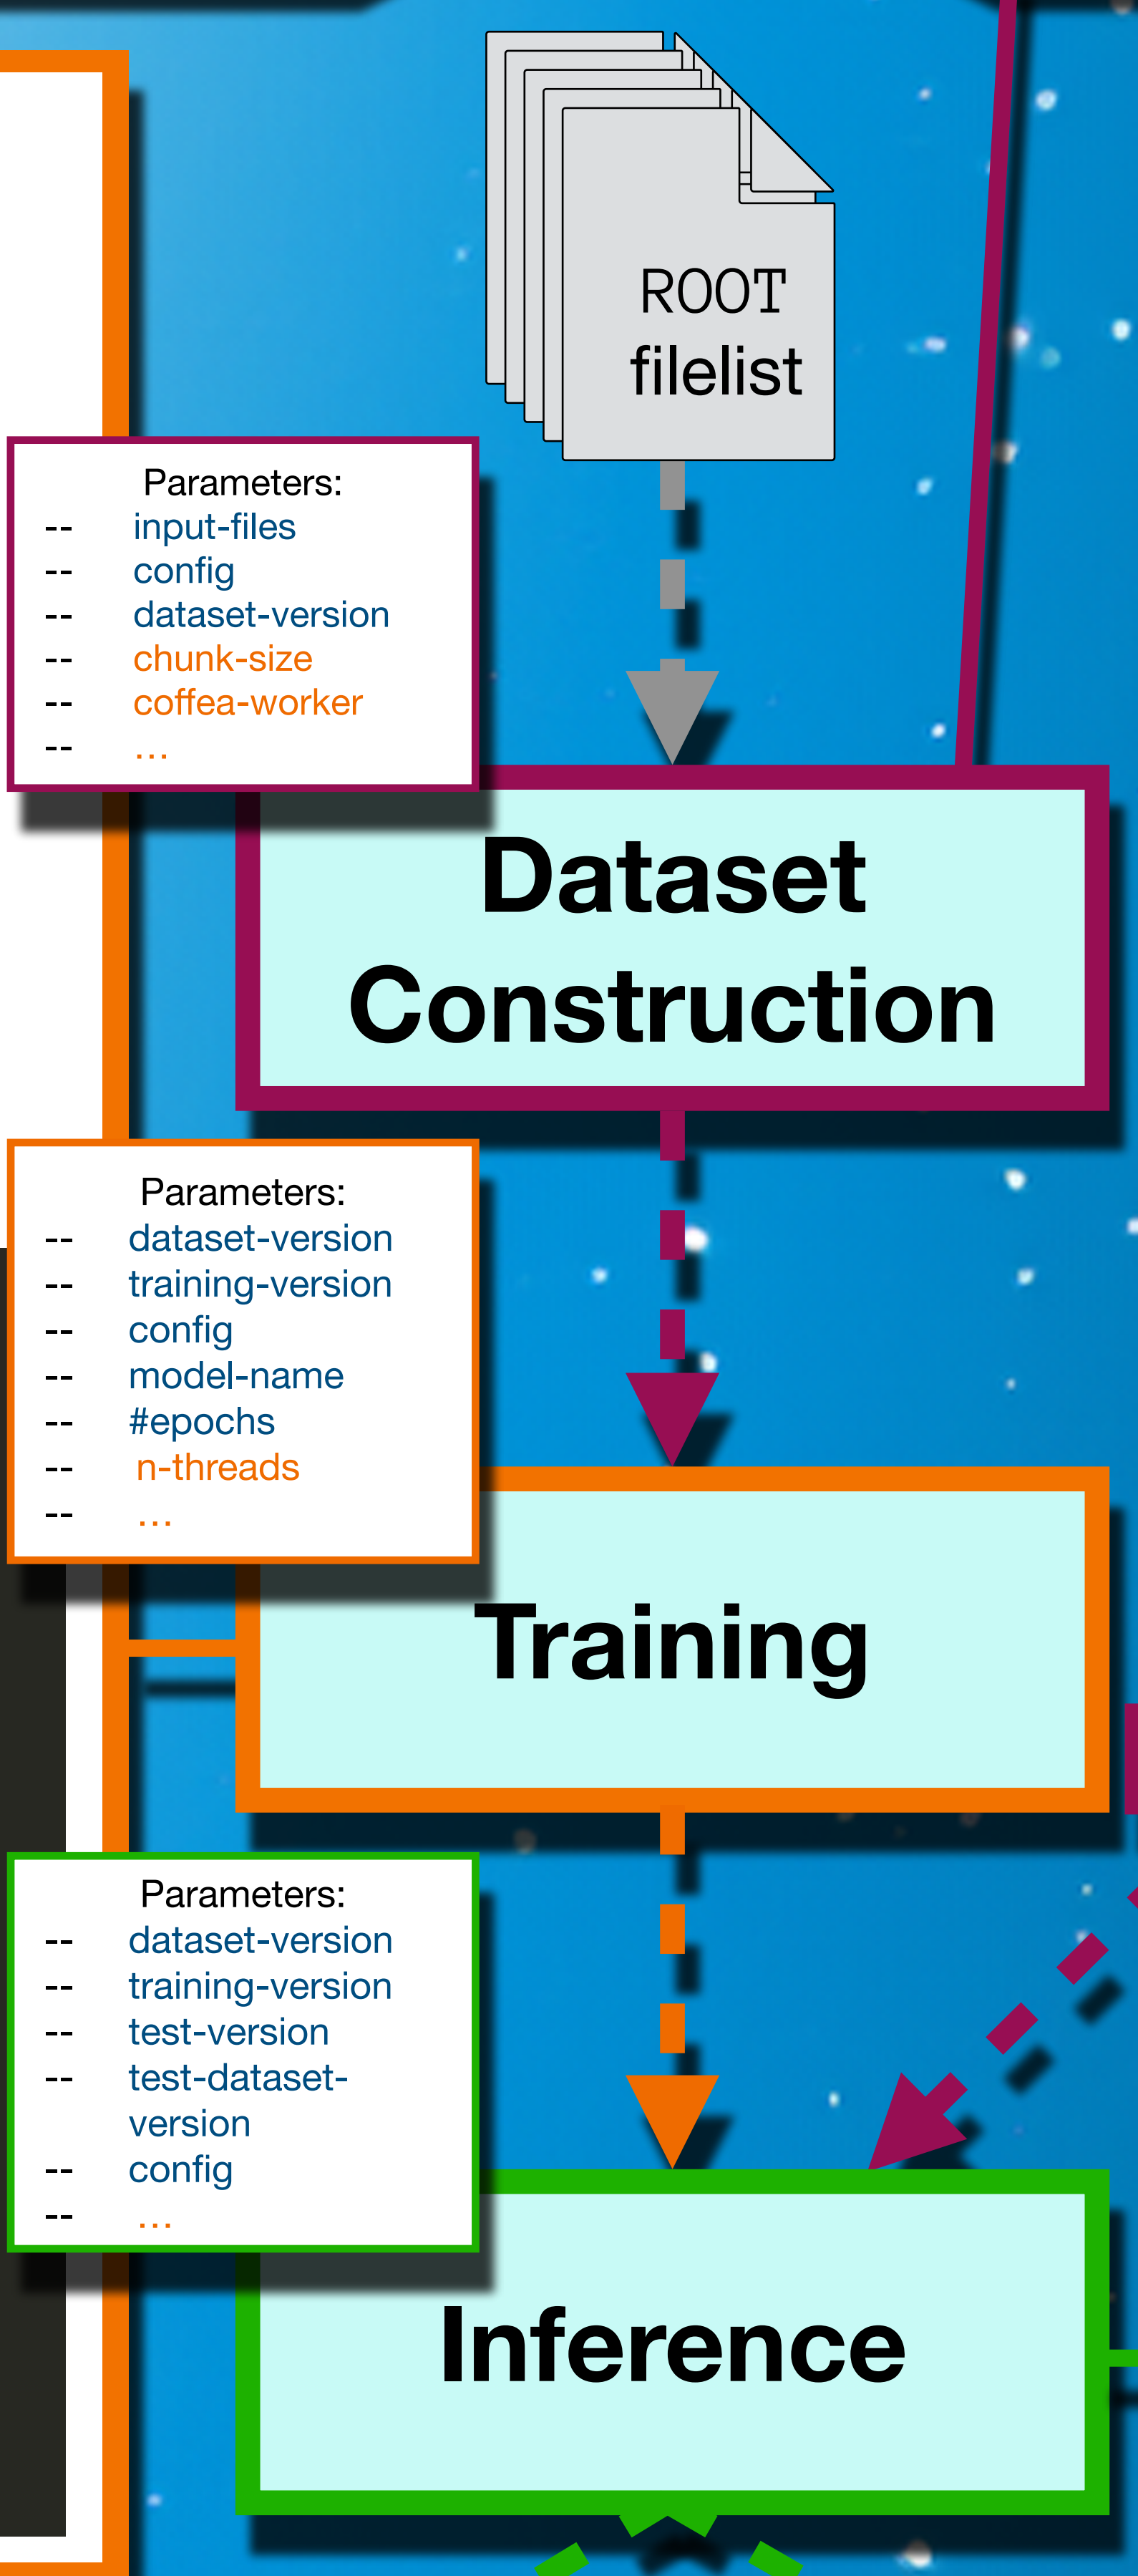 ROOT
filelist
Parameters:
-- input-files
-- config
-- dataset-version
-- chunk-size
-- coffea-worker
-- ...
Dataset
Construction
Parameters:
-- dataset-version
-- training-version
-- config
-- model-name
-- #epochs
-- n-threads
-- ...
Training
Parameters:
-- dataset-version
-- training-version
-- test-version
-- test-dataset-
version
-- config
-- ...
Inference